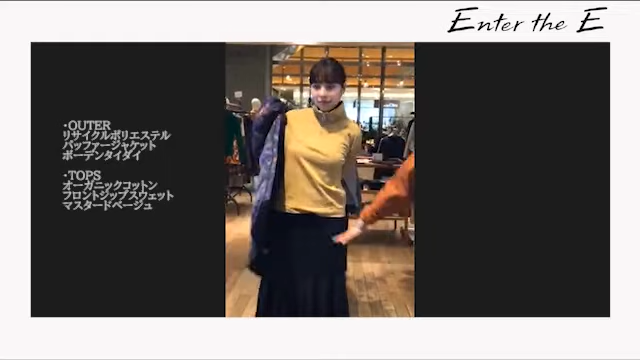 Enter the E
・OUTER
リサイクルポリエステル
パッファージャケット
ボーデンタイダイ
・TOPS
オーガニックコットン
フロントジップスウェット
マスタードベージュ